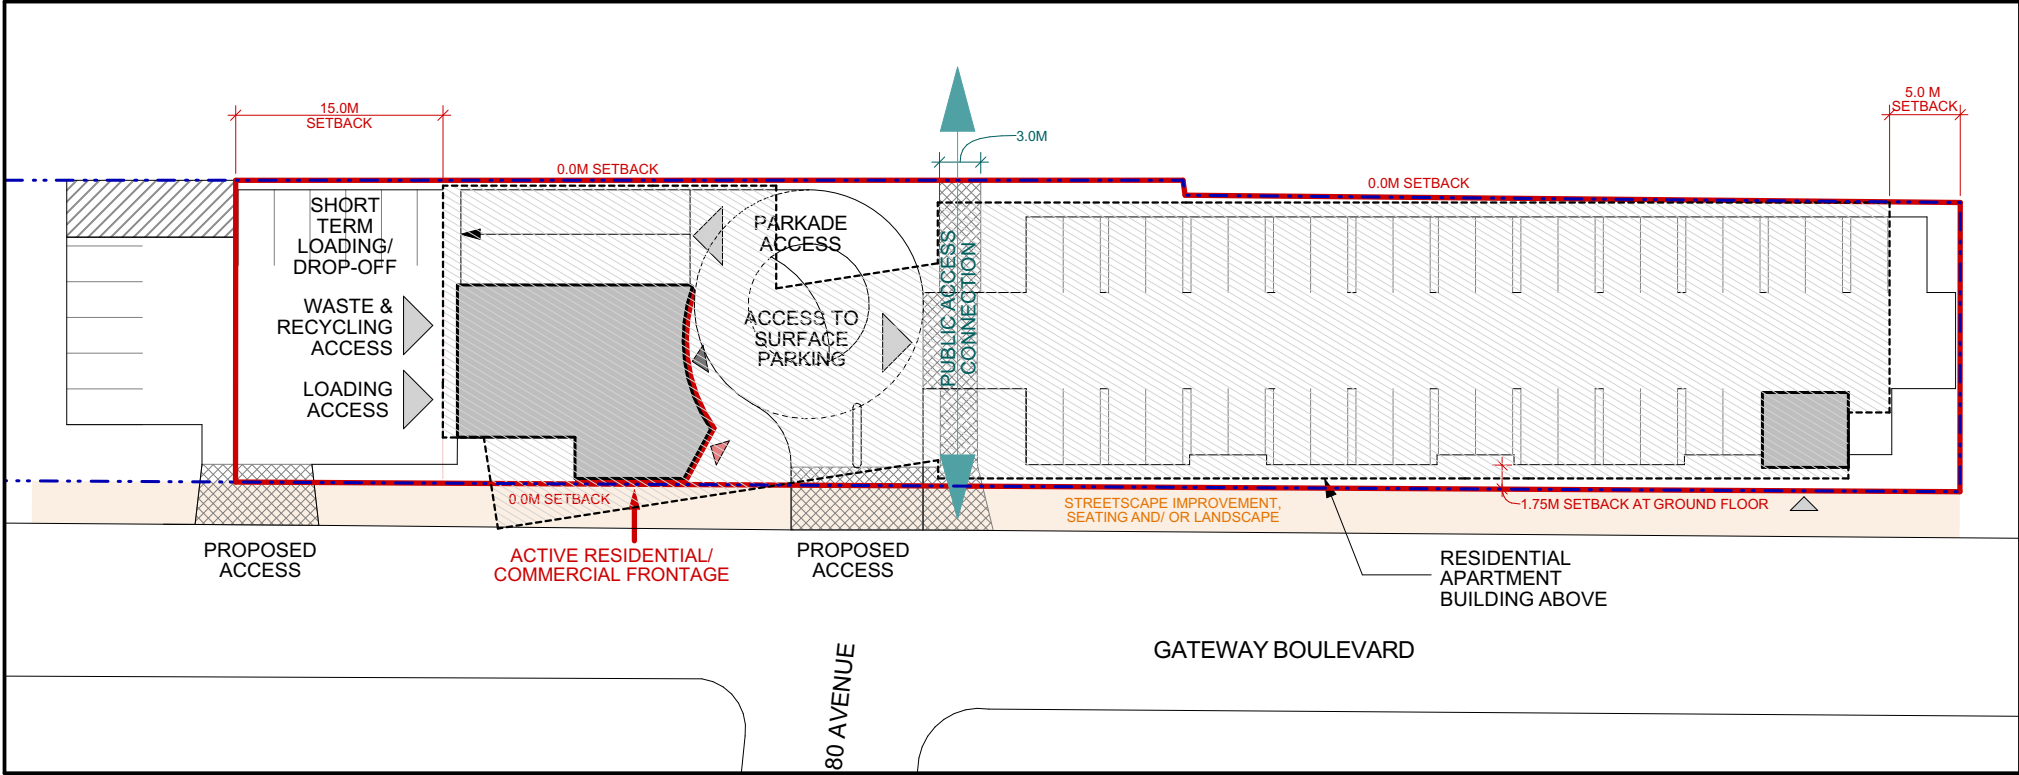 15.0M
SETBACK
5.0 M
SETBACK
3.0M
0.0M SETBACK
0.0M SETBACK
SHORT
TERM
LOADING/
DROP-OFF
PARKADE
ACCESS
WASTE &
RECYCLING
ACCESS
ACCESS TO
SURFACE
PARKING
PUBLIC ACCESS
CONNECTION
LOADING
ACCESS
0.0M SETBACK
STREETSCAPE IMPROVEMENT,
SEATING AND/ OR LANDSCAPE
1.75M SETBACK AT GROUND FLOOR
PROPOSED
ACCESS
ACTIVE RESIDENTIAL/
COMMERCIAL FRONTAGE
PROPOSED
ACCESS
RESIDENTIAL
APARTMENT
BUILDING ABOVE
GATEWAY BOULEVARD
80 AVENUE